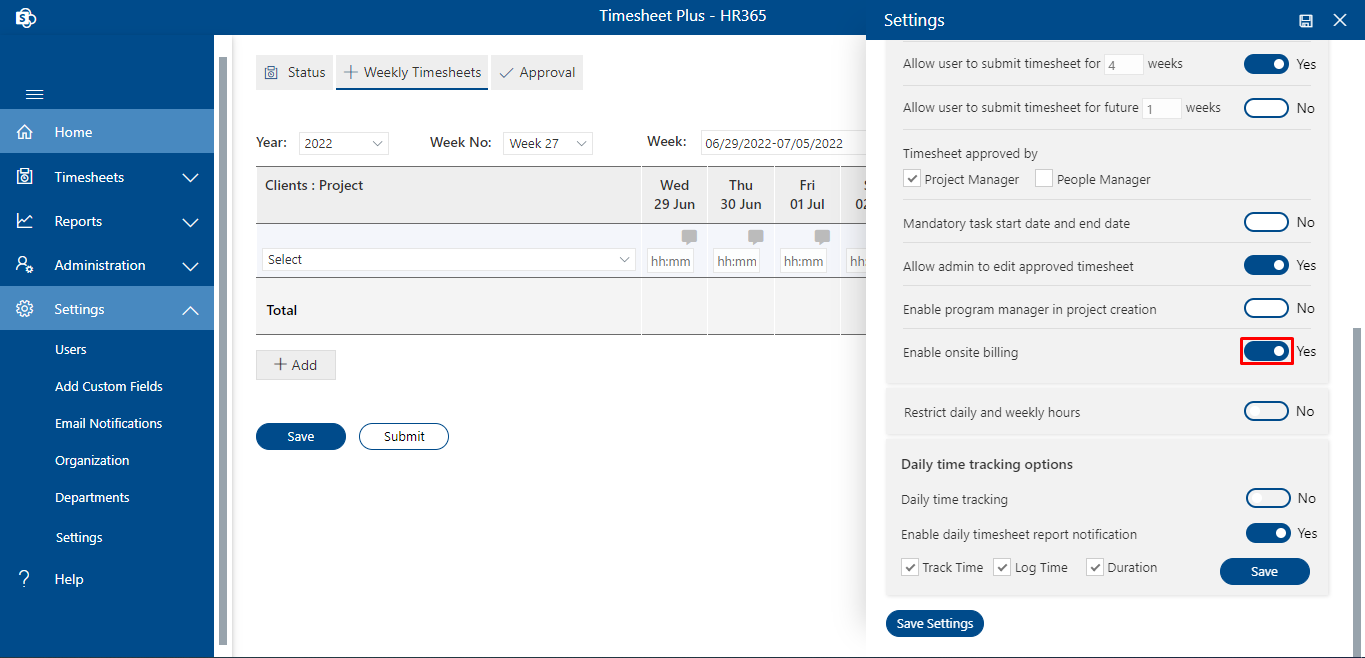 Timesheet Plus - HR365
Home
Timesheets
Reports
Administration
Settings
Users
Add Custom Fields
Email Notifications
Organization
Departments
Settings
Help
Status
Weekly Timesheets
Approval
Year: 2022 Week No: Week 27 Week: 06/29/2022-07/05/2022
Clients : Project
Wed
29 Jun
Thu
30 Jun
Fri
01 Jul
Select hh:mm hh:mm hh:mm
Total
Add
Save
Submit
Settings
Allow user to submit timesheet for 4 weeks Yes
Allow user to submit timesheet for future 1 weeks No
Timesheet approved by
Project Manager People Manager
Mandatory task start date and end date No
Allow admin to edit approved timesheet Yes
Enable program manager in project creation No
Enable onsite billing Yes
Restrict daily and weekly hours No
Daily time tracking options
Daily time tracking No
Enable daily timesheet report notification Yes
Track Time Log Time Duration Save
Save Settings